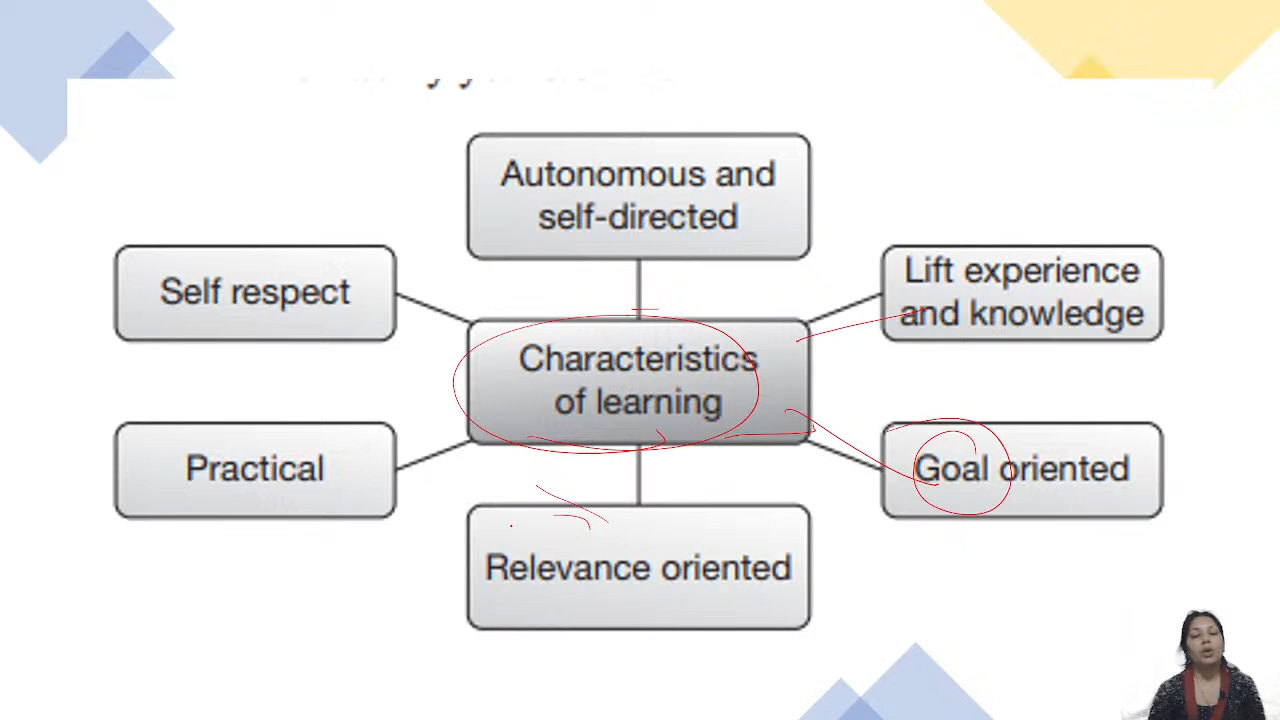 Autonomous and
self-directed
Self respect
Lift experience
and knowledge
Characteristics
of learning
Practical
Goal oriented
Relevance oriented